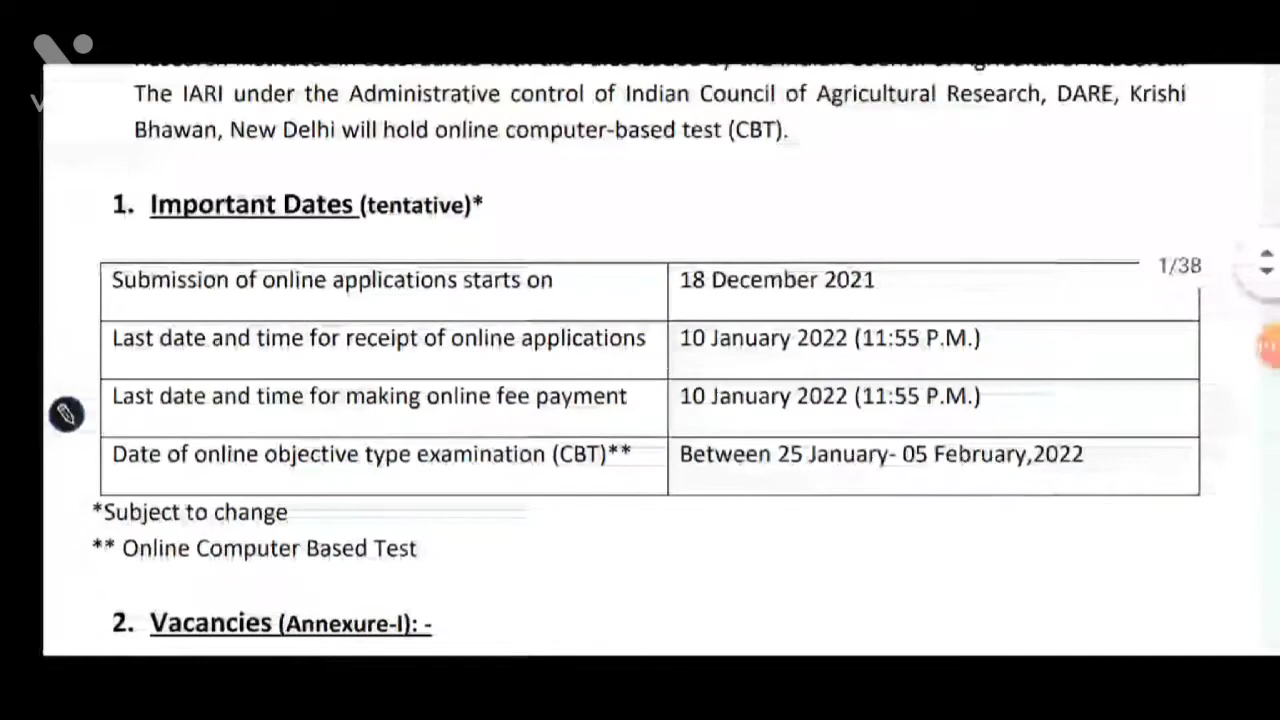 The IARI under the Administrative control of Indian Council of Agricultural Research, DARE, Krishi
Bhawan, New Delhi will hold online computer-based test (CBT).
1. Important Dates (tentative)*
Submission of online applications starts on 18 December 2021
1/38
Last date and time for receipt of online applications 10 January 2022 (11:55 P.M.)
Last date and time for making online fee payment 10 January 2022 (11:55 P.M.)
Date of online objective type examination (CBT)** Between 25 January- 05 February,2022
*Subject to change
** Online Computer Based Test
2. Vacancies (Annexure-I): -